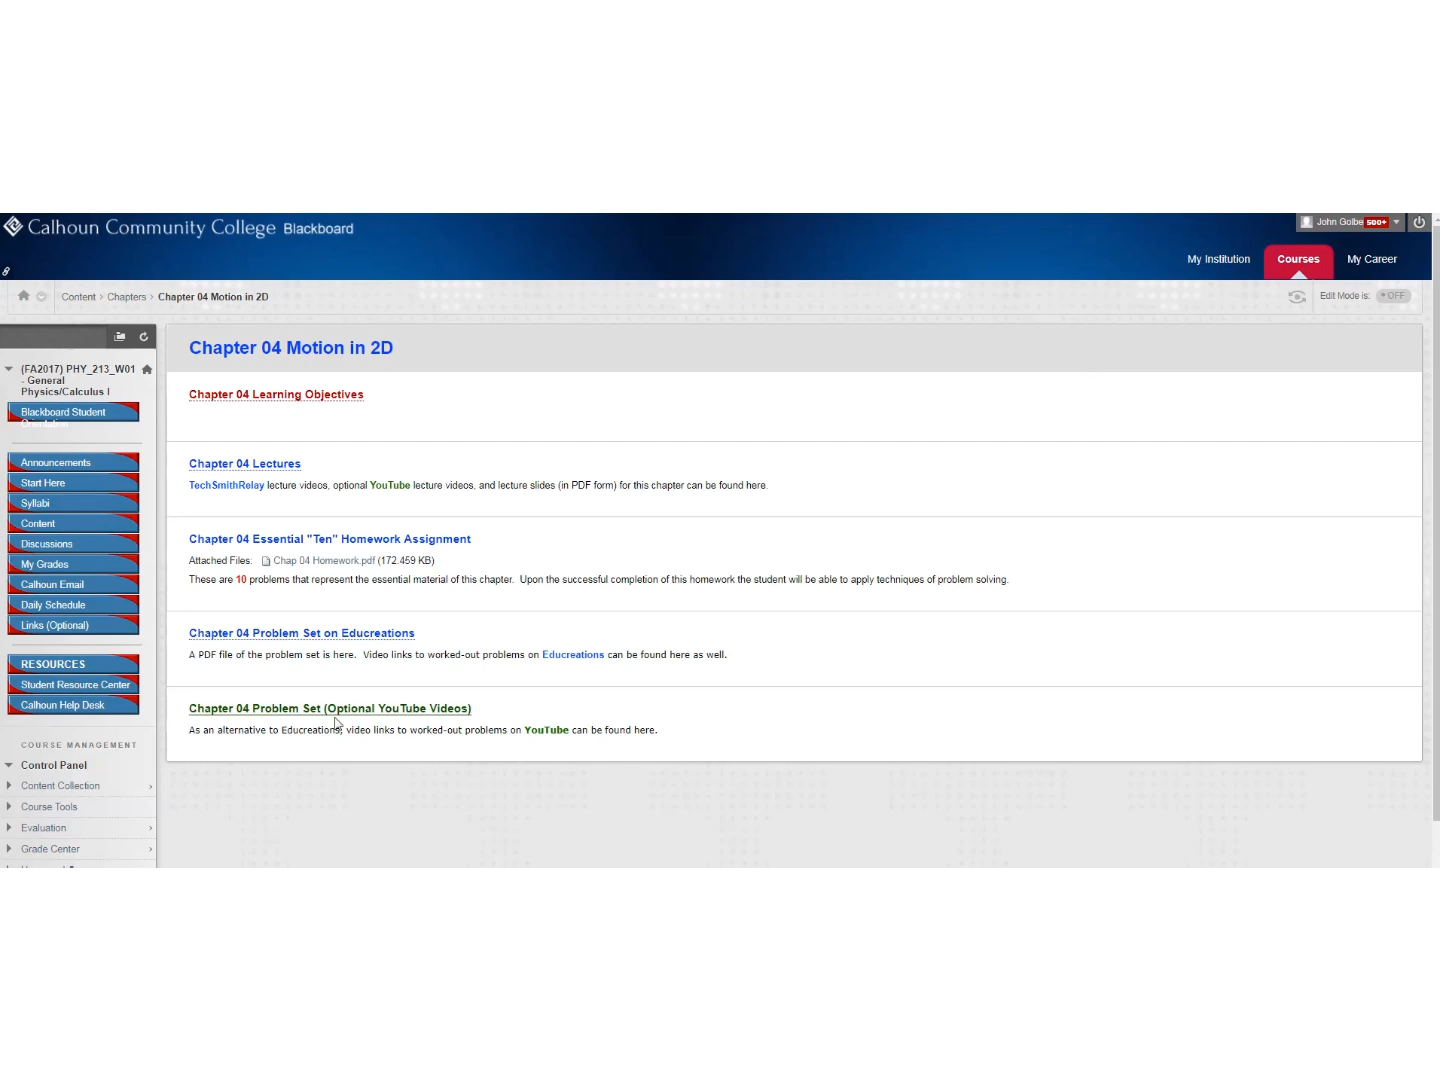 Calhoun Community College Blackboard
John Golbe 500+
My Institution
Courses
My Career
Content > Chapters > Chapter 04 Motion in 2D
Edit Mode is: OFF
(FA2017) PHY_213_W01
- General
Physics/Calculus I
Blackboard Student
Orientation
Announcements
Start Here
Syllabi
Content
Discussions
My Grades
Calhoun Email
Daily Schedule
Links (Optional)
RESOURCES
Student Resource Center
Calhoun Help Desk
COURSE MANAGEMENT
Control Panel
Content Collection
Course Tools
Evaluation
Grade Center
Chapter 04 Motion in 2D
Chapter 04 Learning Objectives
Chapter 04 Lectures
TechSmithRelay lecture videos, optional YouTube lecture videos, and lecture slides (in PDF form) for this chapter can be found here.
Chapter 04 Essential "Ten" Homework Assignment
Attached Files: Chap 04 Homework.pdf (172.459 KB)
These are 10 problems that represent the essential material of this chapter. Upon the successful completion of this homework the student will be able to apply techniques of problem solving.
Chapter 04 Problem Set on Educreations
A PDF file of the problem set is here. Video links to worked-out problems on Educreations can be found here as well.
Chapter 04 Problem Set (Optional YouTube Videos)
As an alternative to Educreations, video links to worked-out problems on YouTube can be found here.